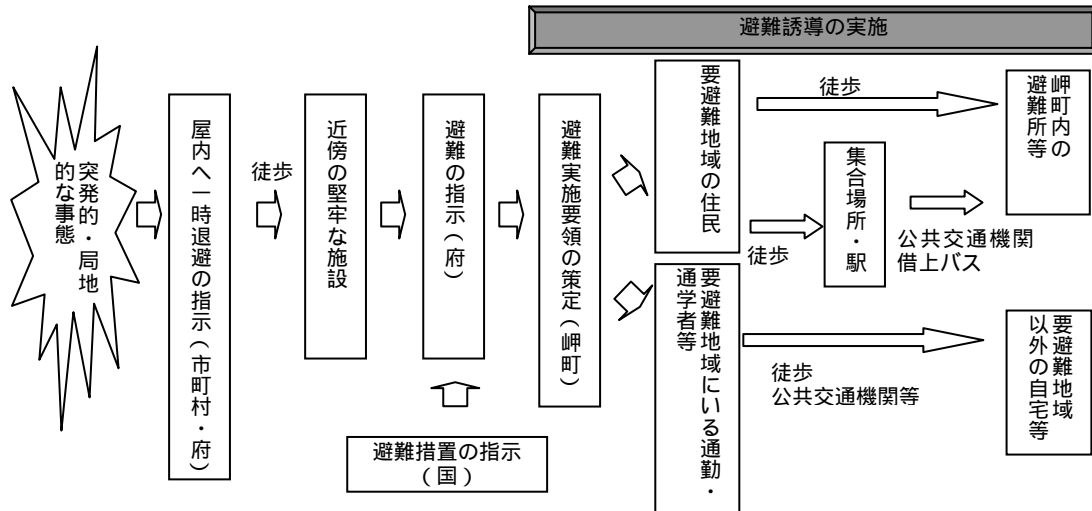 避難誘導の実施
突発的・局地
的な事態
屋内へ一時退避の指示(市町村・府)
徒歩
近傍の堅牢な施設
避難の指示(府)
避難措置の指示
(国)
避難実施要領の策定(岬町)
要避難地域の住民
徒歩
岬町内の
避難所等
徒歩
集合場所・駅
公共交通機関
借上バス
要避難地域にいる通勤・
通学者等
徒歩
公共交通機関等
要避難地域
以外の自宅等